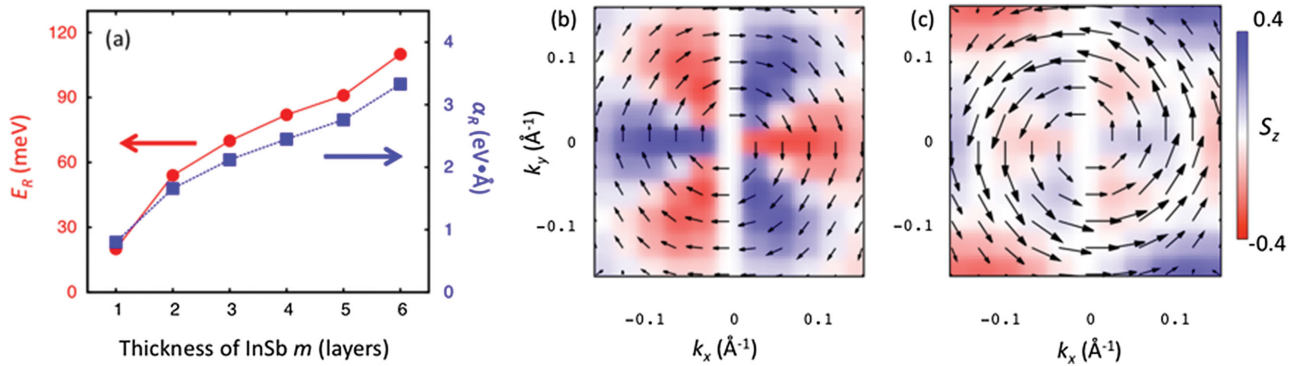 (a)
120
90
60
30
0
E_R (meV)
4
3
2
1
0
α_R (eV•Å)
1 2 3 4 5 6
Thickness of InSb m (layers)
(b)
0.1
0
−0.1
k_y (Å⁻¹)
−0.1 0 0.1
k_x (Å⁻¹)
(c)
0.1
0
−0.1
−0.1 0 0.1
k_x (Å⁻¹)
0.4
S_z
-0.4